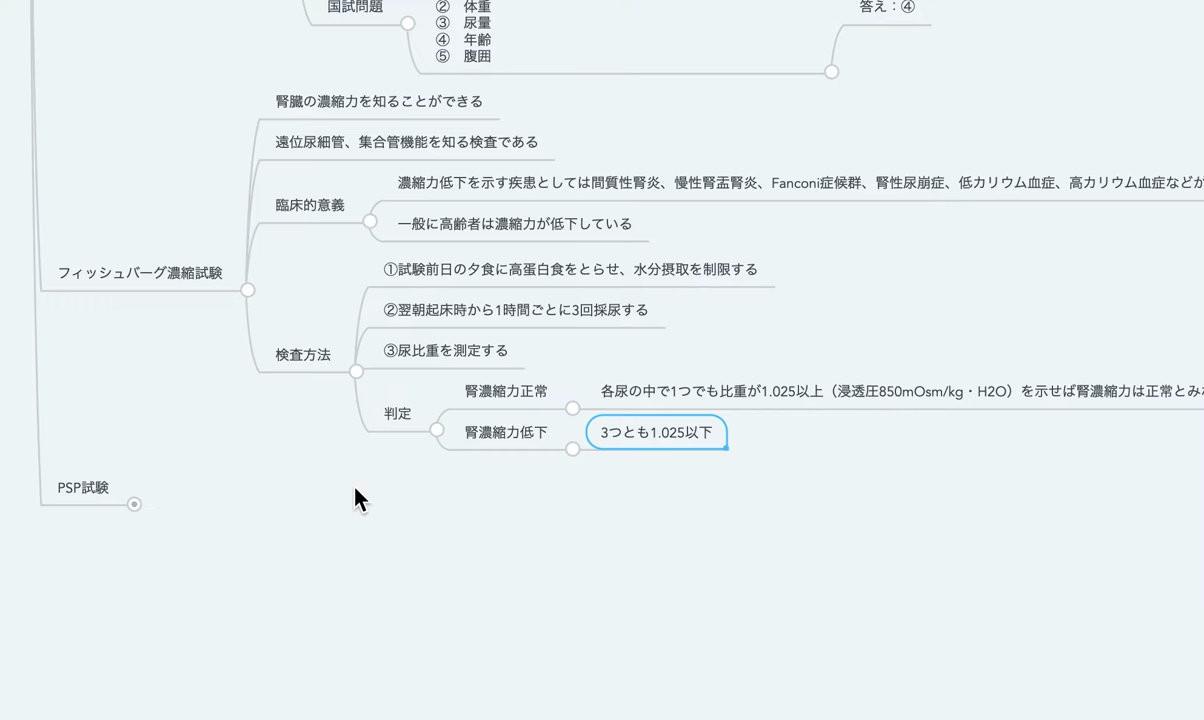 国試問題
② 体重
③ 尿量
④ 年齢
⑤ 腹囲
答え：④
腎臓の濃縮力を知ることができる
遠位尿細管、集合管機能を知る検査である
臨床的意義
濃縮力低下を示す疾患としては間質性腎炎、慢性腎盂腎炎、Fanconi症候群、腎性尿崩症、低カリウム血症、高カリウム血症などが
一般に高齢者は濃縮力が低下している
フィッシュバーグ濃縮試験
検査方法
①試験前日の夕食に高蛋白食をとらせ、水分摂取を制限する
②翌朝起床時から1時間ごとに3回採尿する
③尿比重を測定する
判定
腎濃縮力正常
各尿の中で1つでも比重が1.025以上（浸透圧850mOsm/kg・H2O）を示せば腎濃縮力は正常とみな
腎濃縮力低下
3つとも1.025以下
PSP試験